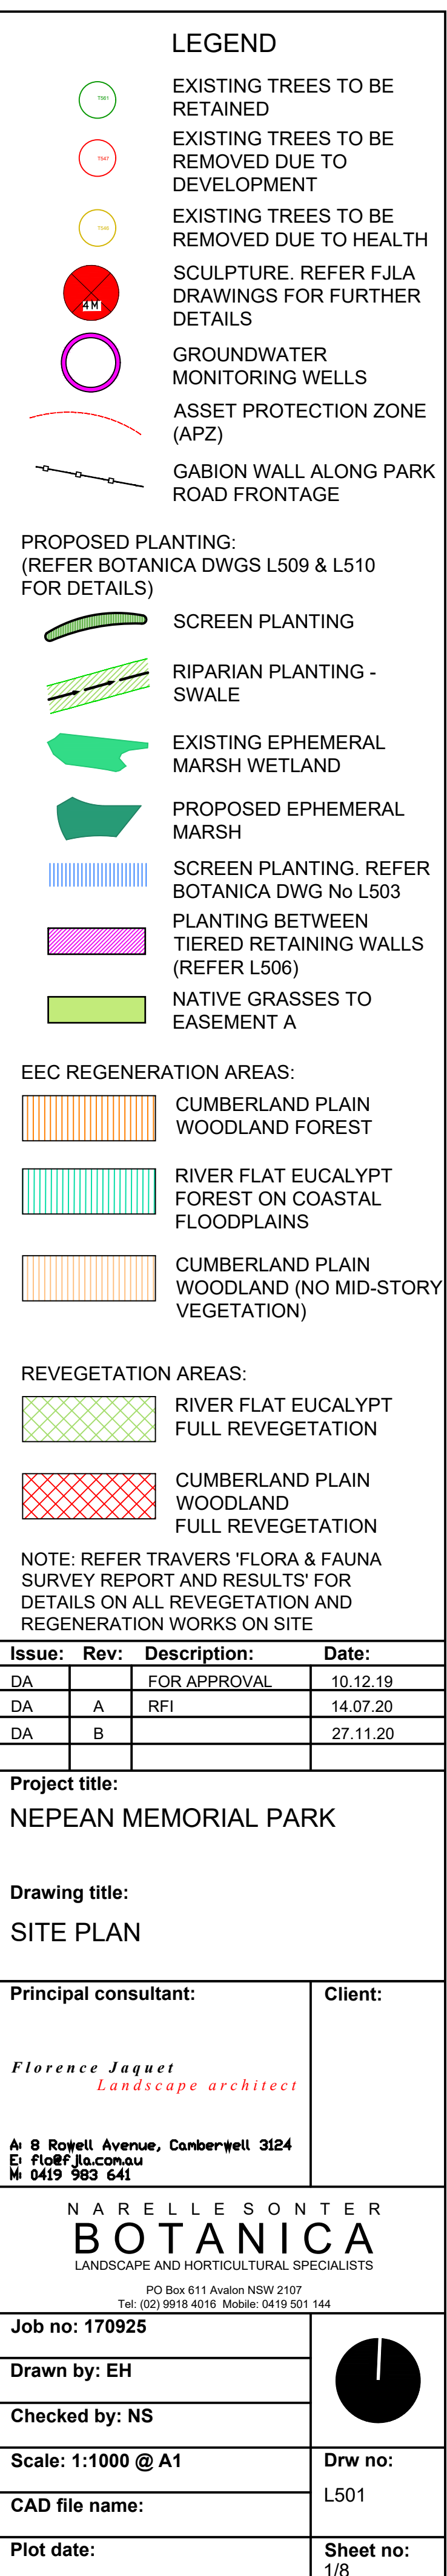 LEGEND
T561
EXISTING TREES TO BE
RETAINED
T547
EXISTING TREES TO BE
REMOVED DUE TO
DEVELOPMENT
EXISTING TREES TO BE
REMOVED DUE TO HEALTH
4M
SCULPTURE. REFER FJLA
DRAWINGS FOR FURTHER
DETAILS
GROUNDWATER
MONITORING WELLS
ASSET PROTECTION ZONE
(APZ)
GABION WALL ALONG PARK
ROAD FRONTAGE
PROPOSED PLANTING:
(REFER BOTANICA DWGS L509 & L510
FOR DETAILS)
SCREEN PLANTING
RIPARIAN PLANTING -
SWALE
EXISTING EPHEMERAL
MARSH WETLAND
PROPOSED EPHEMERAL
MARSH
SCREEN PLANTING. REFER
BOTANICA DWG No L503
PLANTING BETWEEN
TIERED RETAINING WALLS
(REFER L506)
NATIVE GRASSES TO
EASEMENT A
EEC REGENERATION AREAS:
CUMBERLAND PLAIN
WOODLAND FOREST
RIVER FLAT EUCALYPT
FOREST ON COASTAL
FLOODPLAINS
CUMBERLAND PLAIN
WOODLAND (NO MID-STORY
VEGETATION)
REVEGETATION AREAS:
RIVER FLAT EUCALYPT
FULL REVEGETATION
CUMBERLAND PLAIN
WOODLAND
FULL REVEGETATION
NOTE: REFER TRAVERS 'FLORA & FAUNA
SURVEY REPORT AND RESULTS' FOR
DETAILS ON ALL REVEGETATION AND
REGENERATION WORKS ON SITE
Issue: Rev: Description: Date:
DA FOR APPROVAL 10.12.19
DA A RFI 14.07.20
DA B 27.11.20
Project title:
NEPEAN MEMORIAL PARK
Drawing title:
SITE PLAN
Principal consultant: Client:
Florence Jaquet
Landscape architect
A: 8 Rowell Avenue, Camberwell 3124
E: flo@fjla.com.au
M: 0419 983 641
NARELLE SONTER
BOTANICA
LANDSCAPE AND HORTICULTURAL SPECIALISTS
PO Box 611 Avalon NSW 2107
Tel: (02) 9918 4016 Mobile: 0419 501 144
Job no: 170925
Drawn by: EH
Checked by: NS
Scale: 1:1000 @ A1 Drw no:
L501
CAD file name:
Plot date: Sheet no:
1/8